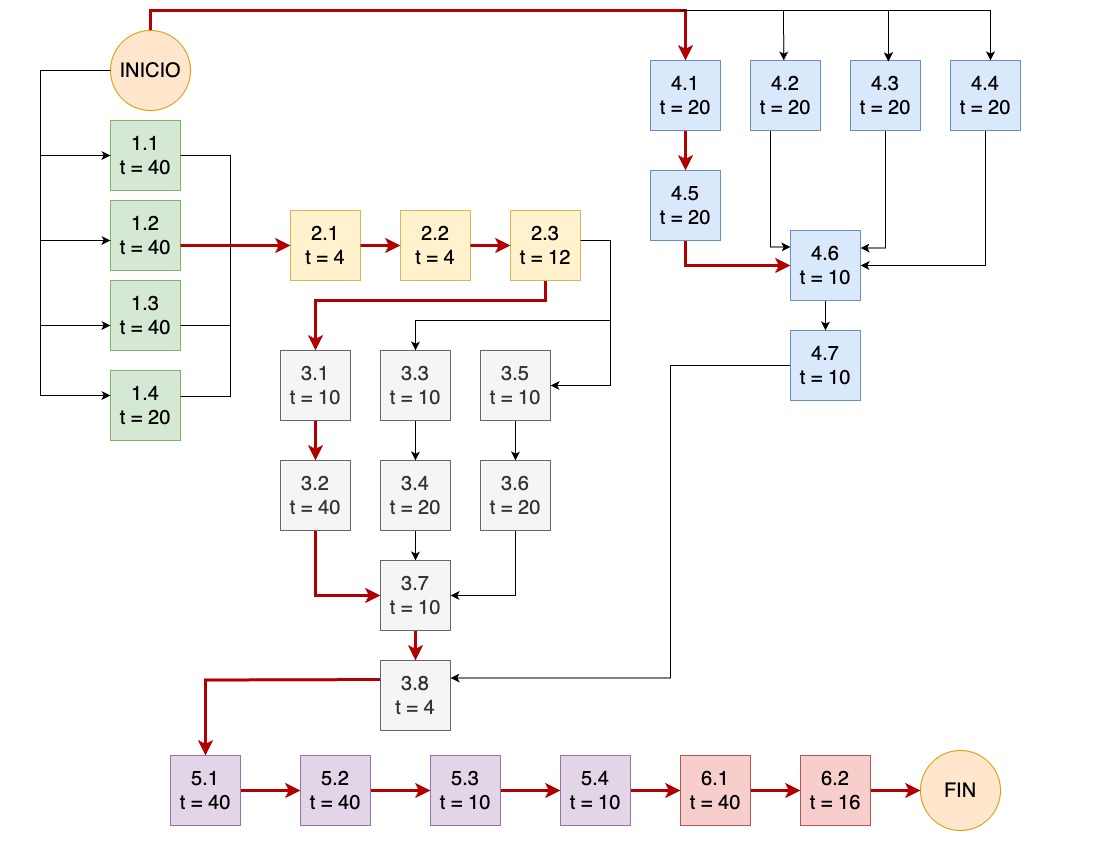 INICIO
4.1
t = 20
4.2
t = 20
4.3
t = 20
4.4
t = 20
1.1
t = 40
4.5
t = 20
1.2
t = 40
2.1
t = 4
2.2
t = 4
2.3
t = 12
4.6
t = 10
1.3
t = 40
4.7
t = 10
1.4
t = 20
3.1
t = 10
3.3
t = 10
3.5
t = 10
3.2
t = 40
3.4
t = 20
3.6
t = 20
3.7
t = 10
3.8
t = 4
5.1
t = 40
5.2
t = 40
5.3
t = 10
5.4
t = 10
6.1
t = 40
6.2
t = 16
FIN